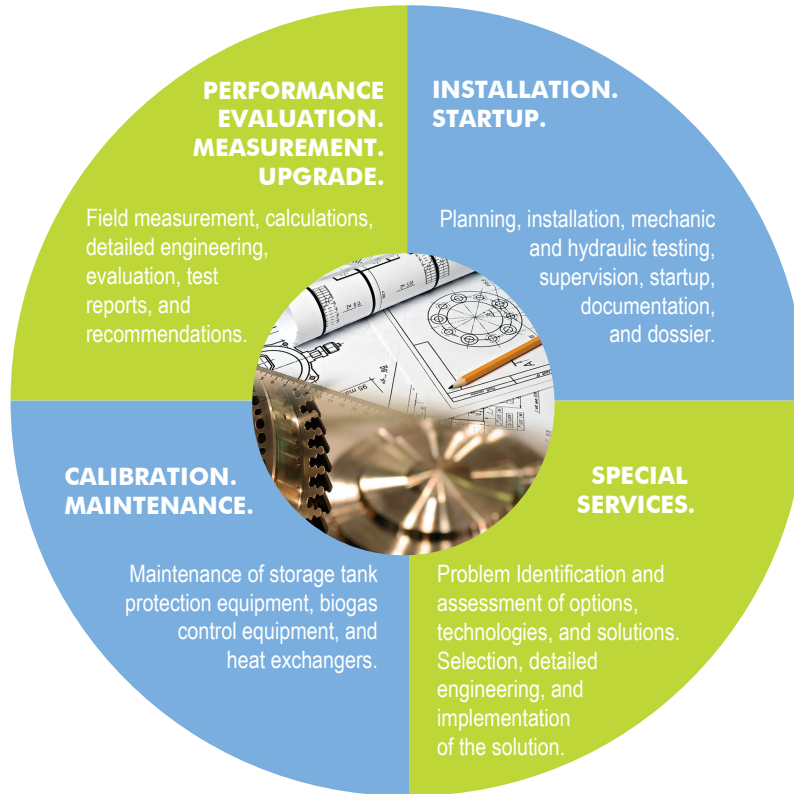 PERFORMANCE
EVALUATION.
MEASUREMENT.
UPGRADE.
Field measurement, calculations,
detailed engineering,
evaluation, test
reports, and
recommendations.
INSTALLATION.
STARTUP.
Planning, installation, mechanic
and hydraulic testing,
supervision, startup,
documentation,
and dossier.
CALIBRATION.
MAINTENANCE.
Maintenance of storage tank
protection equipment, biogas
control equipment, and
heat exchangers.
SPECIAL
SERVICES.
Problem Identification and
assessment of options,
technologies, and solutions.
Selection, detailed
engineering, and
implementation
of the solution.